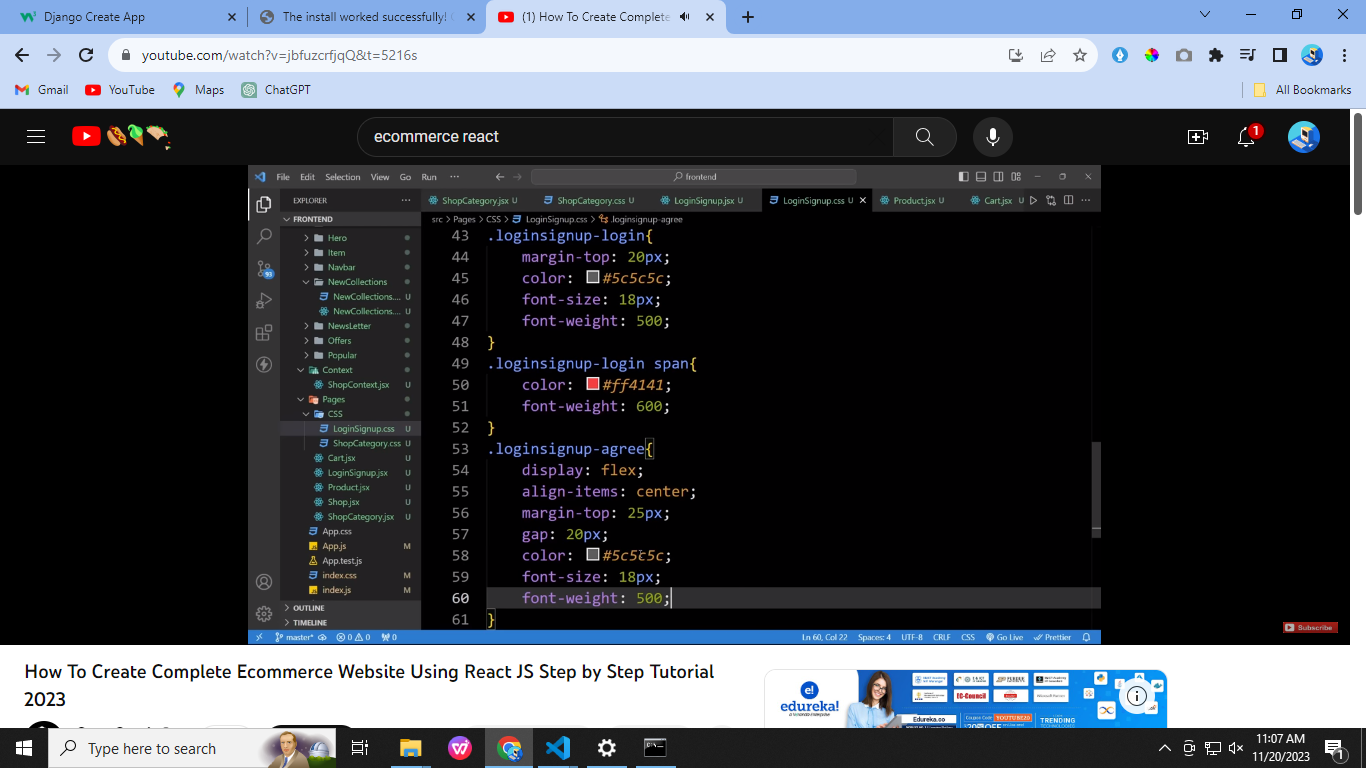 Django Create App
The install worked successfully!
(1) How To Create Complete
youtube.com/watch?v=jbfuzcrfjqQ&t=5216s
Gmail YouTube Maps ChatGPT All Bookmarks
ecommerce react
1
File Edit Selection View Go Run ··· frontend
EXPLORER ···
ShopCategory.jsx U ShopCategory.css U LoginSignup.jsx U LoginSignup.css U Product.jsx U Cart.jsx U
FRONTEND
src > Pages > CSS > LoginSignup.css > .loginsignup-agree
Hero
Item
Navbar
NewCollections
NewCollections.... U
NewCollections.... U
NewsLetter
Offers
Popular
Context
ShopContext.jsx U
Pages
CSS
LoginSignup.css U
ShopCategory.css U
Cart.jsx U
LoginSignup.jsx U
Product.jsx U
Shop.jsx U
ShopCategory.jsx U
App.css
App.js M
App.test.js
index.css M
index.js M
OUTLINE
TIMELINE
93
43 .loginsignup-login{
44 margin-top: 20px;
45 color: #5c5c5c;
46 font-size: 18px;
47 font-weight: 500;
48 }
49 .loginsignup-login span{
50 color: #ff4141;
51 font-weight: 600;
52 }
53 .loginsignup-agree{
54 display: flex;
55 align-items: center;
56 margin-top: 25px;
57 gap: 20px;
58 color: #5c5c5c;
59 font-size: 18px;
60 font-weight: 500;
61 }
master* 0 0 0 Ln 60, Col 22 Spaces: 4 UTF-8 CRLF CSS Go Live Prettier
Subscribe
How To Create Complete Ecommerce Website Using React JS Step by Step Tutorial
2023
e!
edureka!
EC-Council
Edureka.co
Coupon Code YOUTUBE20
TRENDING
Type here to search
11:07 AM
11/20/2023
1